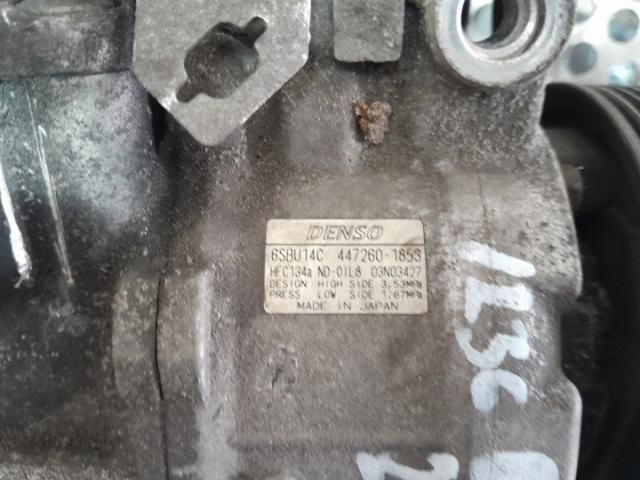 DENSO
6SBU14C 447260-1853
HFC134a ND-OIL8 03N03427
DESIGN HIGH SIDE 3.53MPa
PRESS LOW SIDE 1.67MPa
MADE IN JAPAN